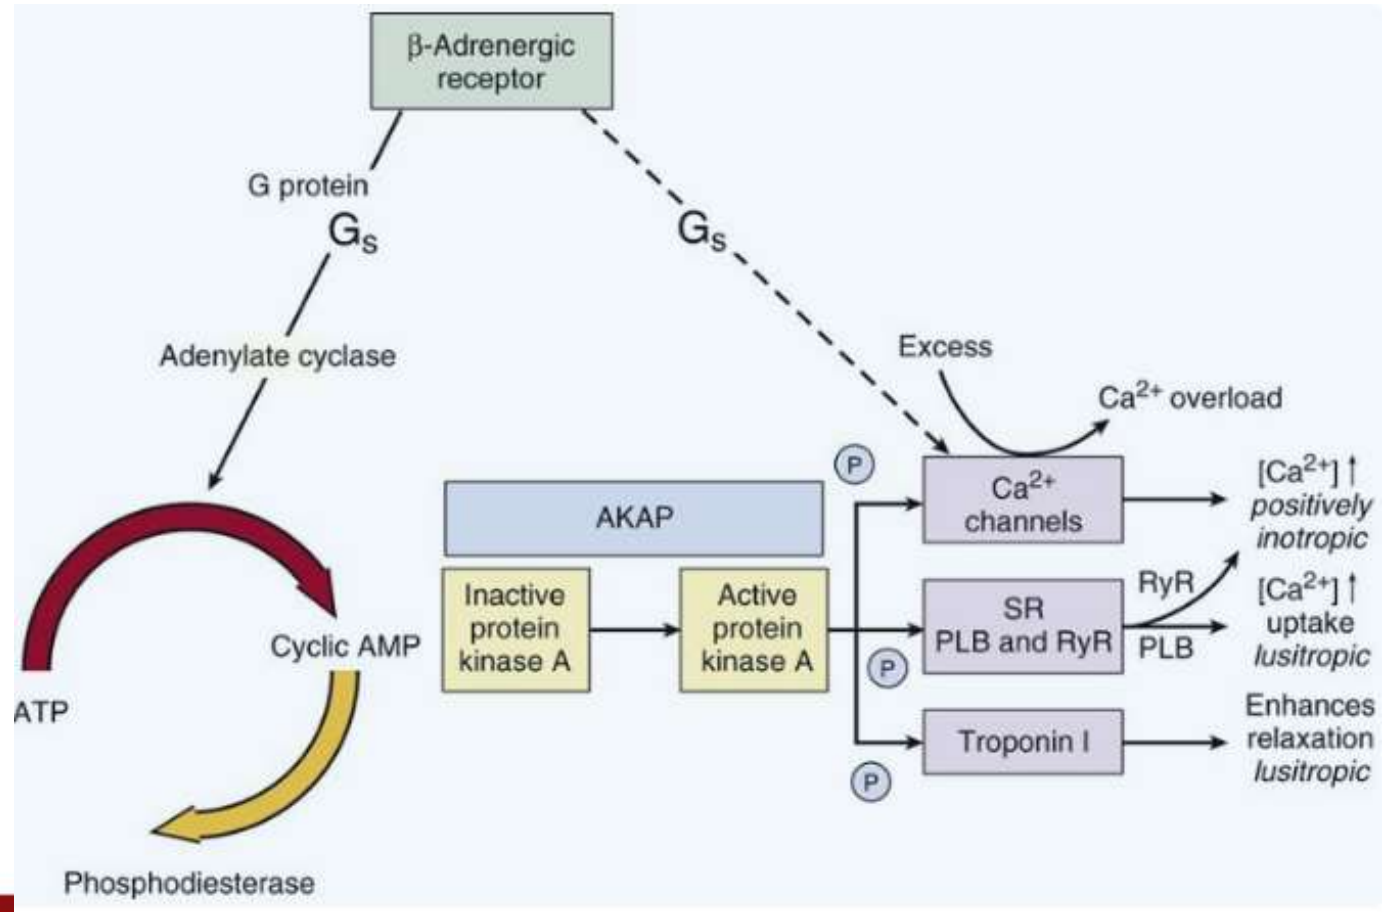 β-Adrenergic
receptor
G protein
Gs
Gs
Adenylate cyclase
Excess
Ca2+ overload
P
Ca2+
channels
[Ca2+] ↑
positively
inotropic
AKAP
Inactive
protein
kinase A
Active
protein
kinase A
SR
PLB and RyR
RyR
PLB
[Ca2+] ↑
uptake
lusitropic
P
Cyclic AMP
ATP
Troponin I
Enhances
relaxation
lusitropic
P
Phosphodiesterase